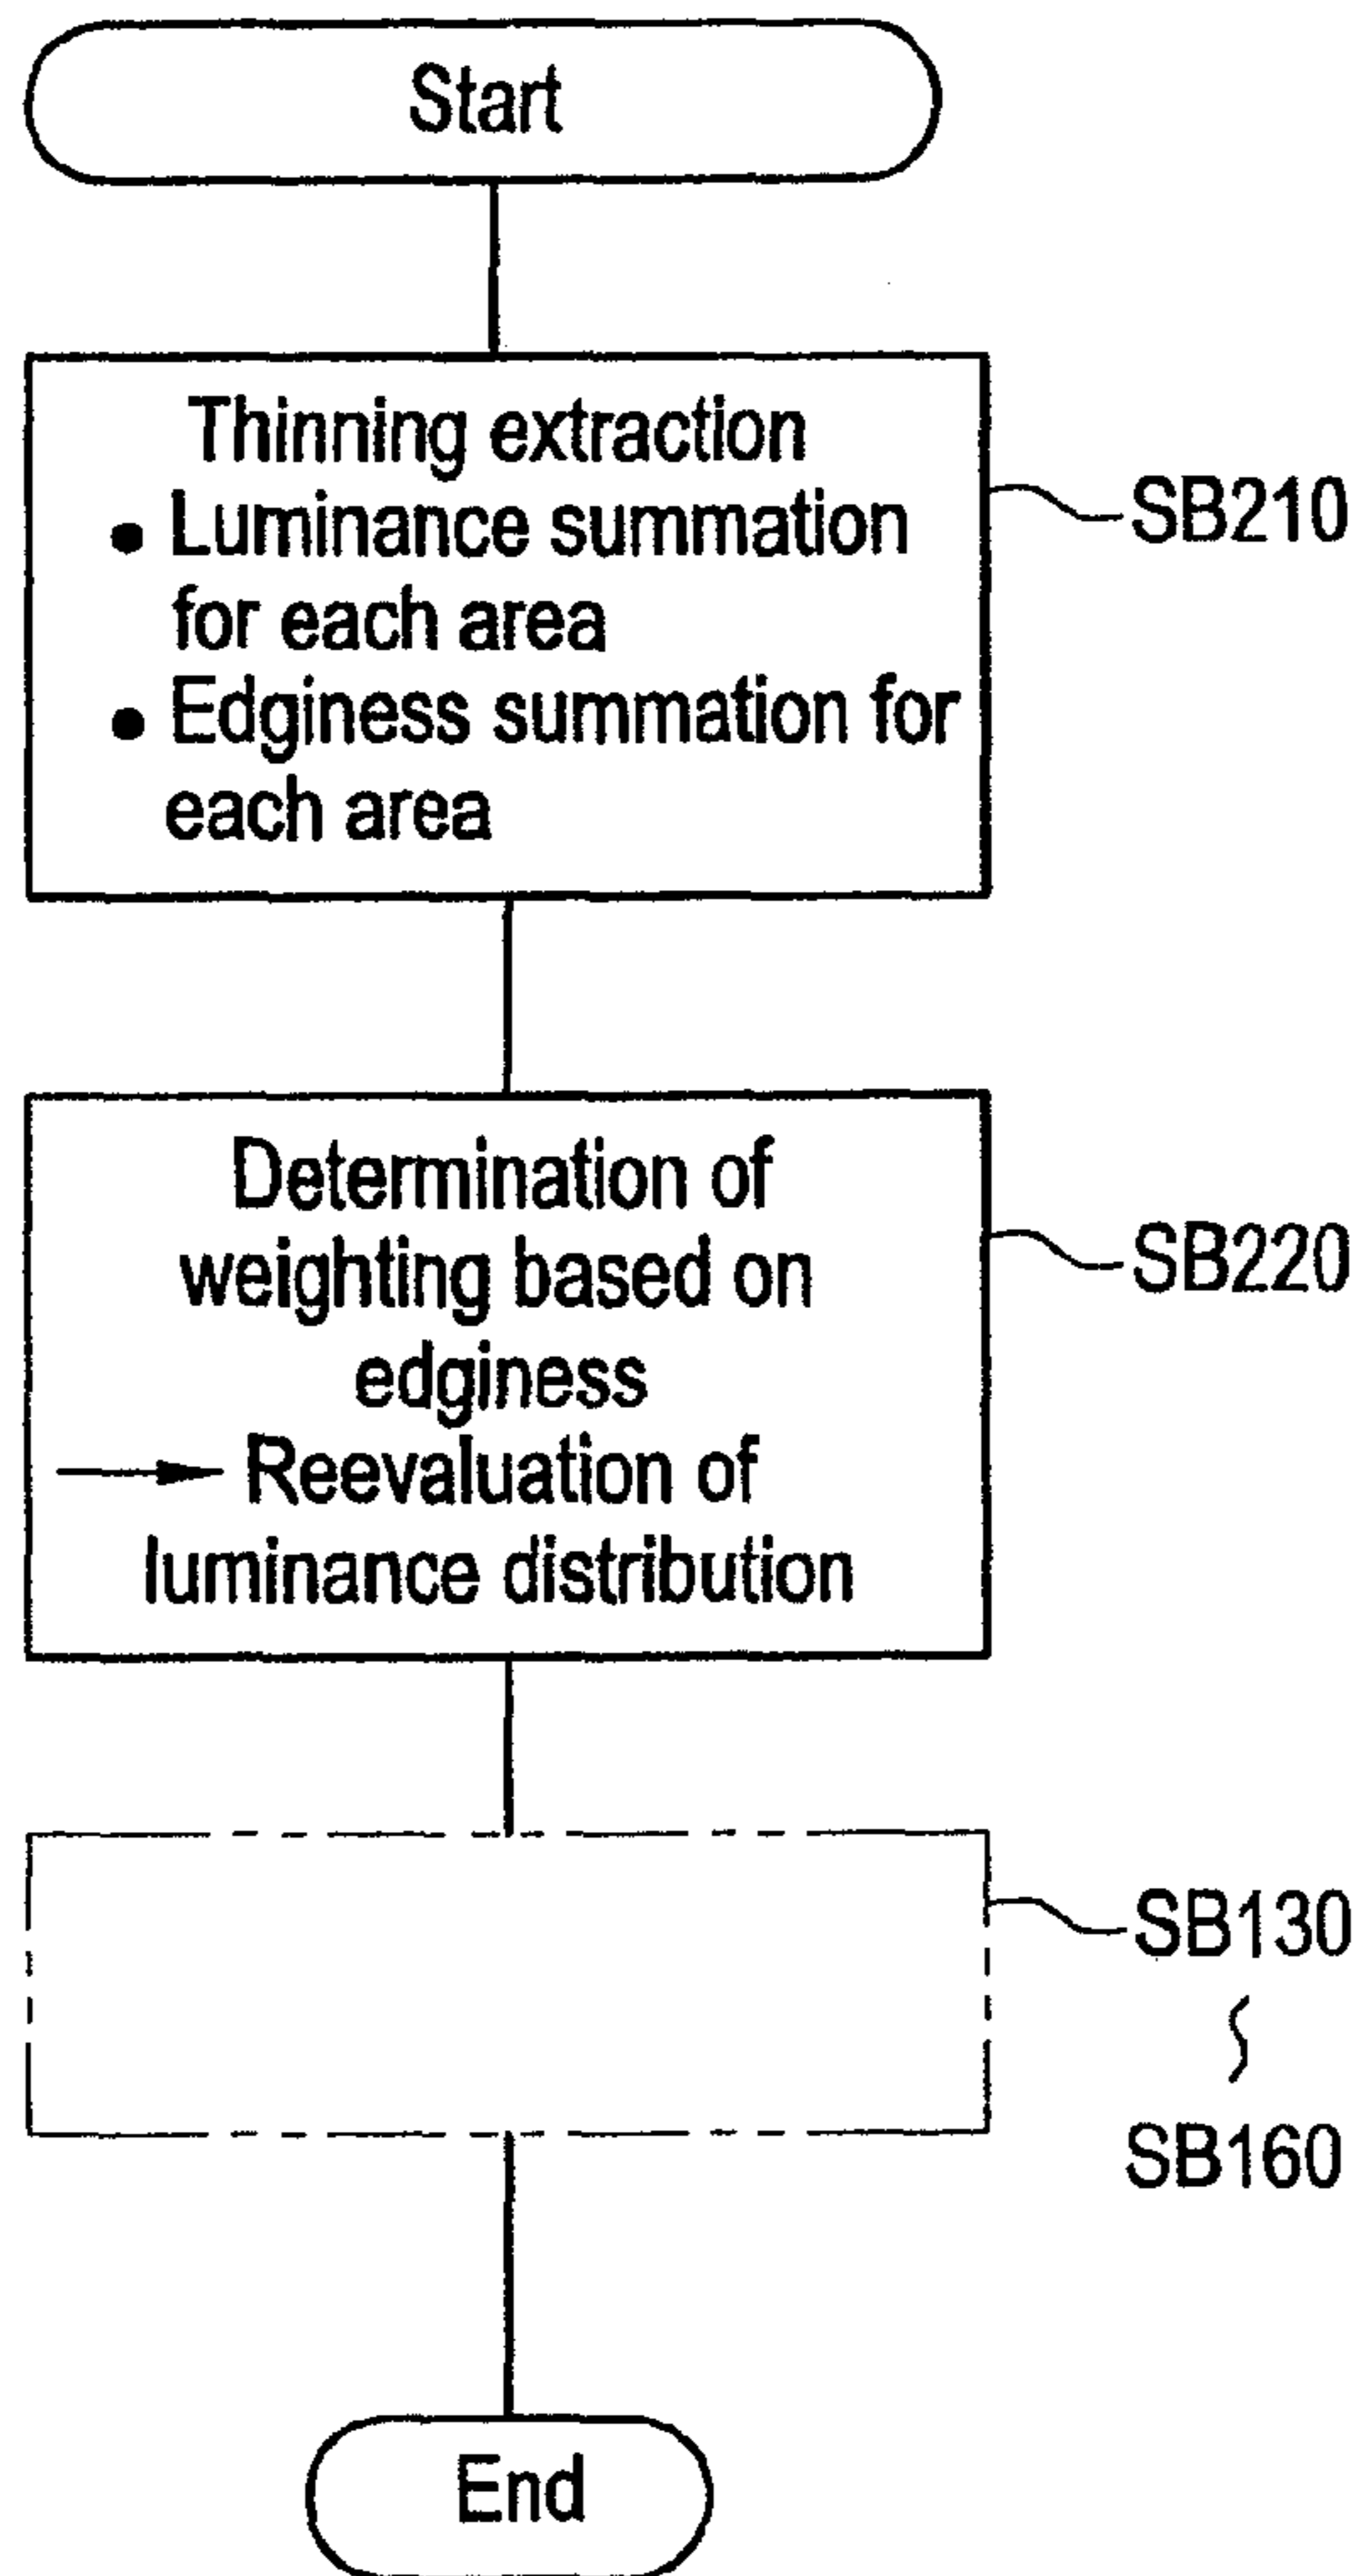 Start
Thinning extraction
• Luminance summation
for each area
• Edginess summation for
each area
SB210
Determination of
weighting based on
edginess
→ Reevaluation of
luminance distribution
SB220
SB130
~
SB160
End